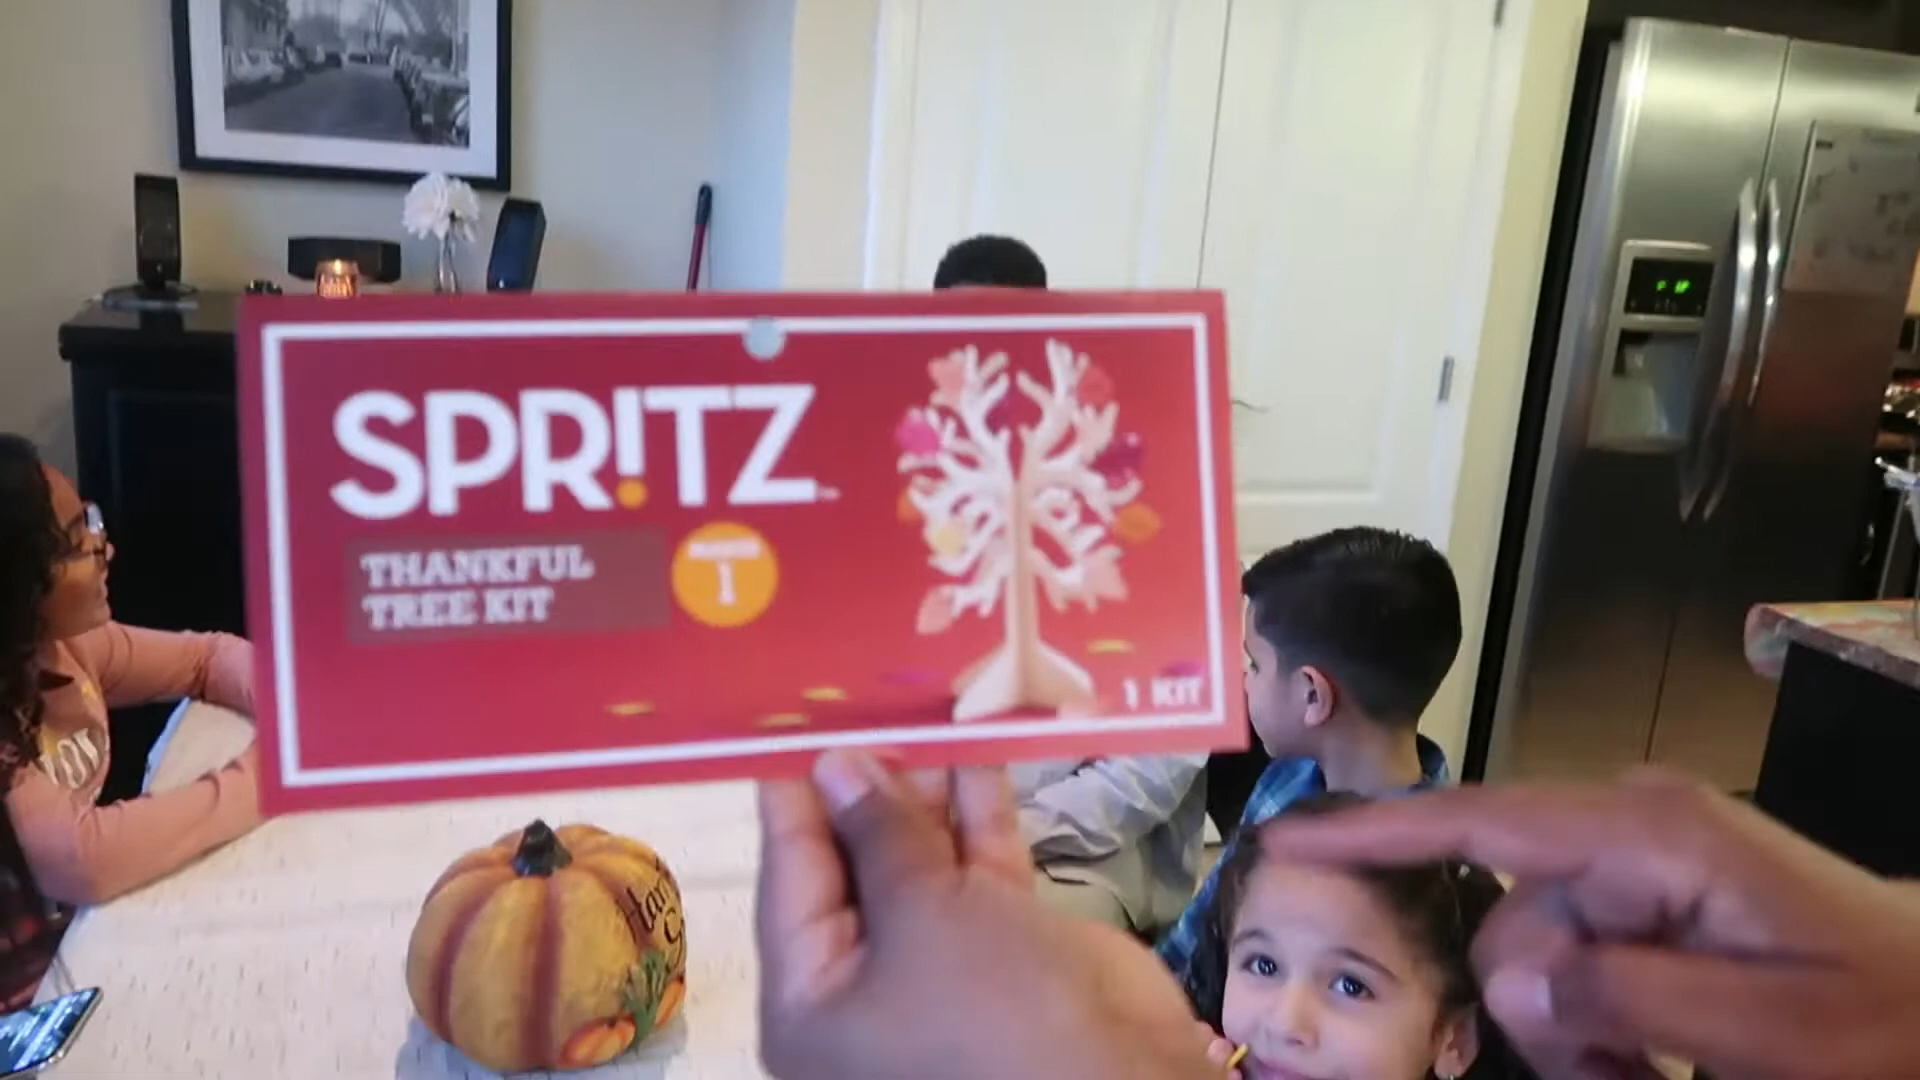 SPR!TZ
THANKFUL
TREE KIT
1
1 KIT